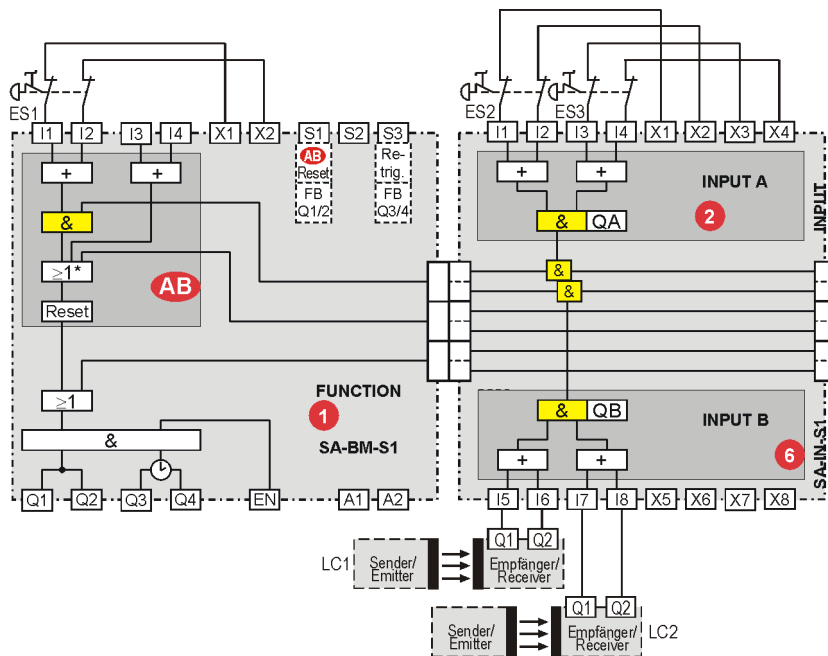 ES1
ES2
ES3
I1 I2 I3 I4 X1 X2 S1 S2 S3
I1 I2 I3 I4 X1 X2 X3 X4
+ +
AB
Reset
FB
Q1/2
Re-
trig.
FB
Q3/4
&
≥1*
AB
Reset
≥1
&
FUNCTION
1
SA-BM-S1
Q1 Q2 Q3 Q4 EN A1 A2
+ +
INPUT A
& QA
2
INPUT
&
&
& QB
INPUT B
+ +
6
SA-IN-S1
I5 I6 I7 I8 X5 X6 X7 X8
LC1
Sender/
Emitter
Q1 Q2
Empfänger/
Receiver
Sender/
Emitter
Q1 Q2
Empfänger/
Receiver
LC2